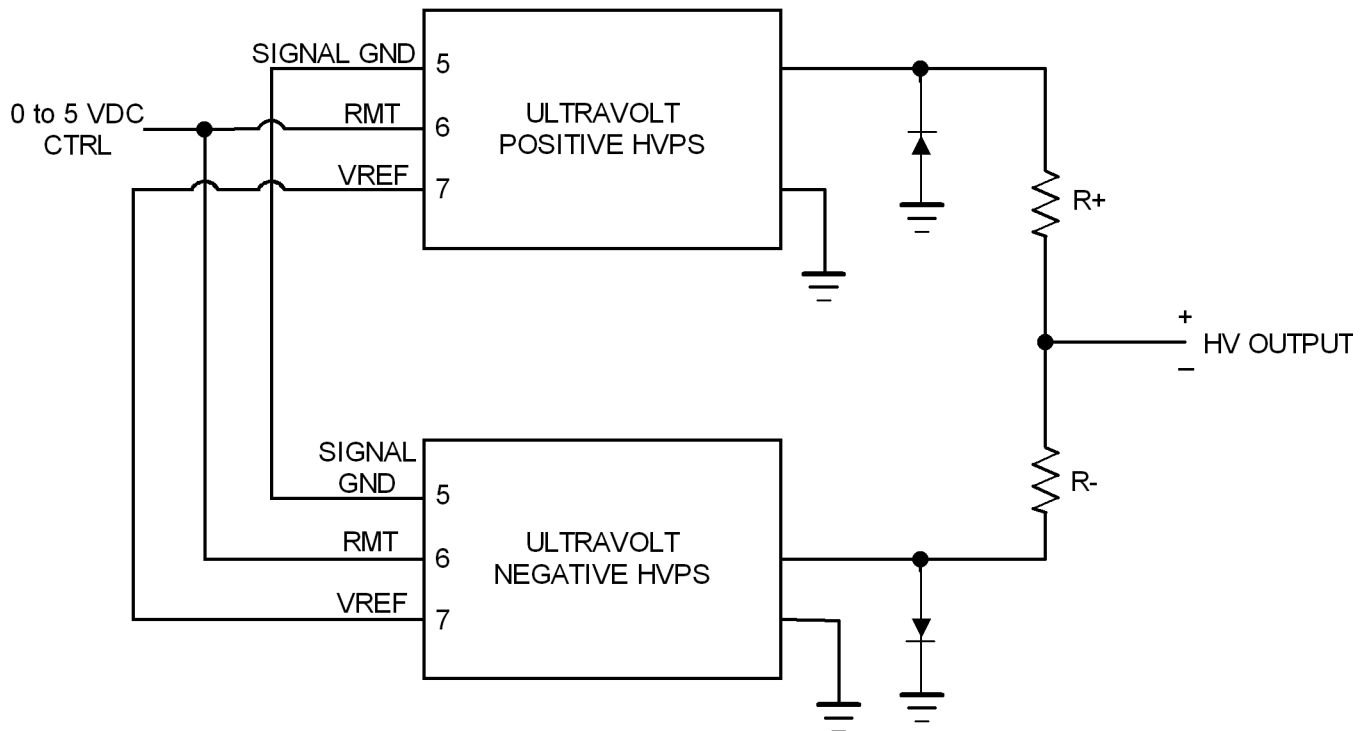 SIGNAL GND
5
0 to 5 VDC
CTRL
RMT
6
VREF
7
ULTRAVOLT
POSITIVE HVPS
R+
+
HV OUTPUT
–
SIGNAL
GND
5
RMT
6
VREF
7
ULTRAVOLT
NEGATIVE HVPS
R-